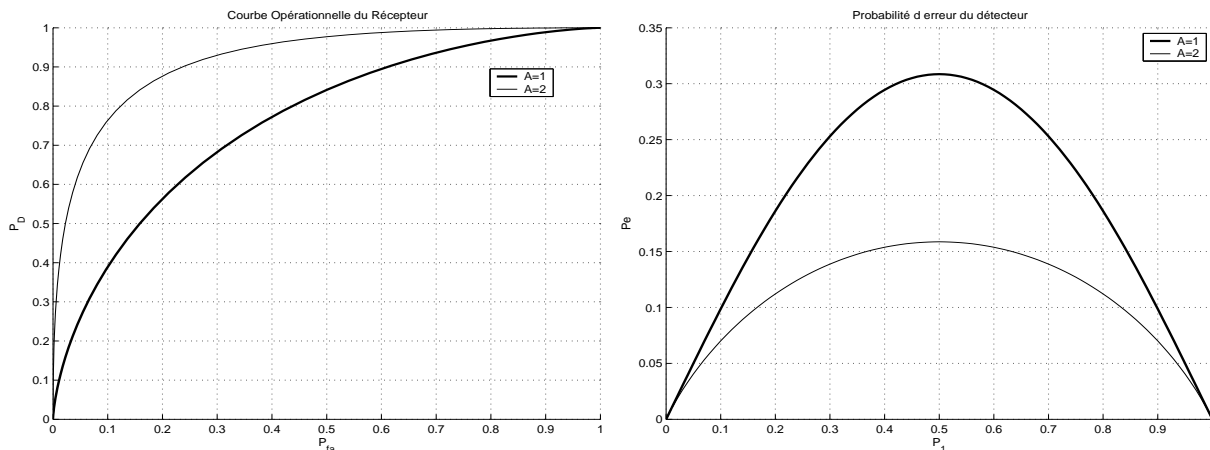 Courbe Opérationnelle du Récepteur
1
0.9
0.8
0.7
0.6
0.5
0.4
0.3
0.2
0.1
0
P_D
A=1
A=2
0 0.1 0.2 0.3 0.4 0.5 0.6 0.7 0.8 0.9 1
P_fa
Probabilité d erreur du détecteur
0.35
0.3
0.25
0.2
0.15
0.1
0.05
0
Pe
A=1
A=2
0 0.1 0.2 0.3 0.4 0.5 0.6 0.7 0.8 0.9
P_1